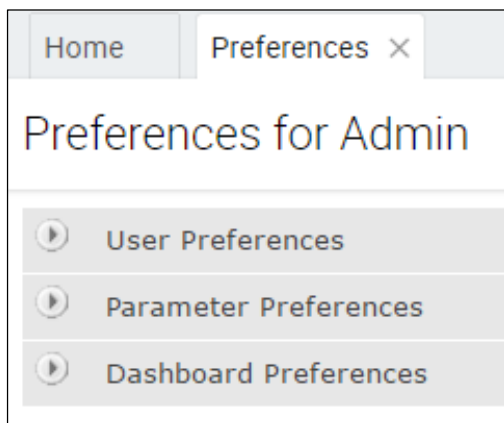 Home Preferences ×
Preferences for Admin
User Preferences
Parameter Preferences
Dashboard Preferences